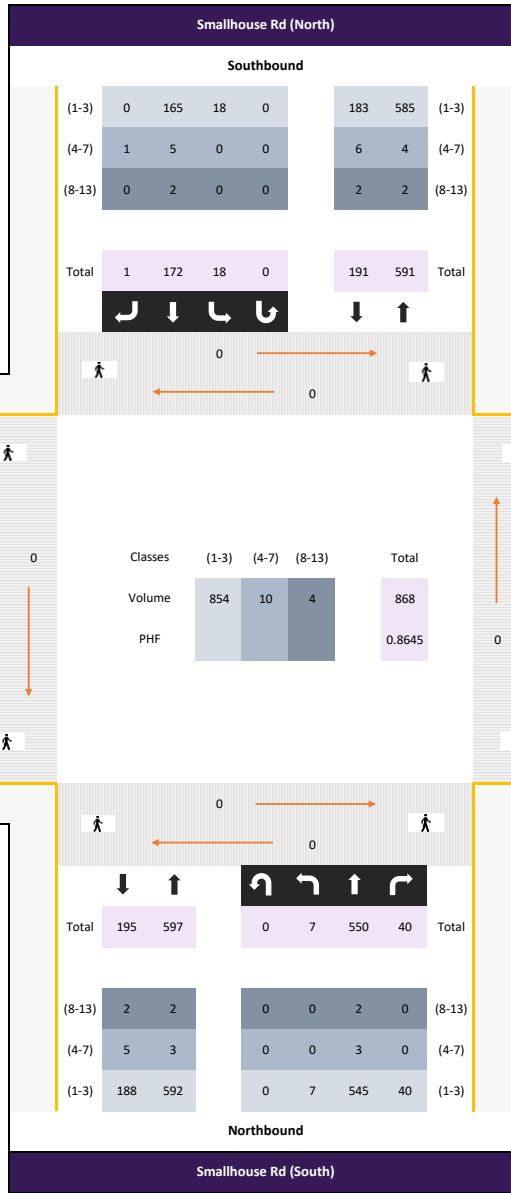 Smallhouse Rd (North)
Southbound
(1-3) 0 165 18 0 183 585 (1-3)
(4-7) 1 5 0 0 6 4 (4-7)
(8-13) 0 2 0 0 2 2 (8-13)
Total 1 172 18 0 191 591 Total
0
0
0
Classes (1-3) (4-7) (8-13) Total
Volume 854 10 4 868
PHF 0.8645
0
0
0
Total 195 597 0 7 550 40 Total
(8-13) 2 2 0 0 2 0 (8-13)
(4-7) 5 3 0 0 3 0 (4-7)
(1-3) 188 592 0 7 545 40 (1-3)
Northbound
Smallhouse Rd (South)